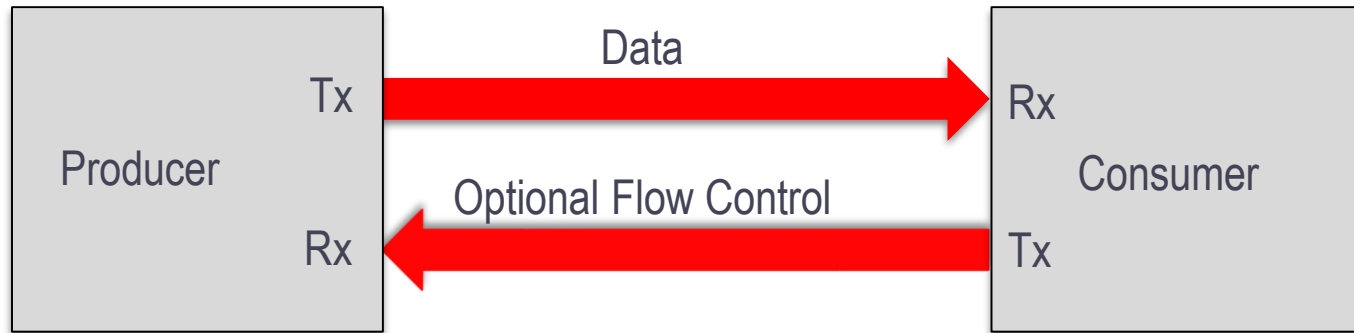 Data
Tx
Rx
Producer
Consumer
Optional Flow Control
Rx
Tx